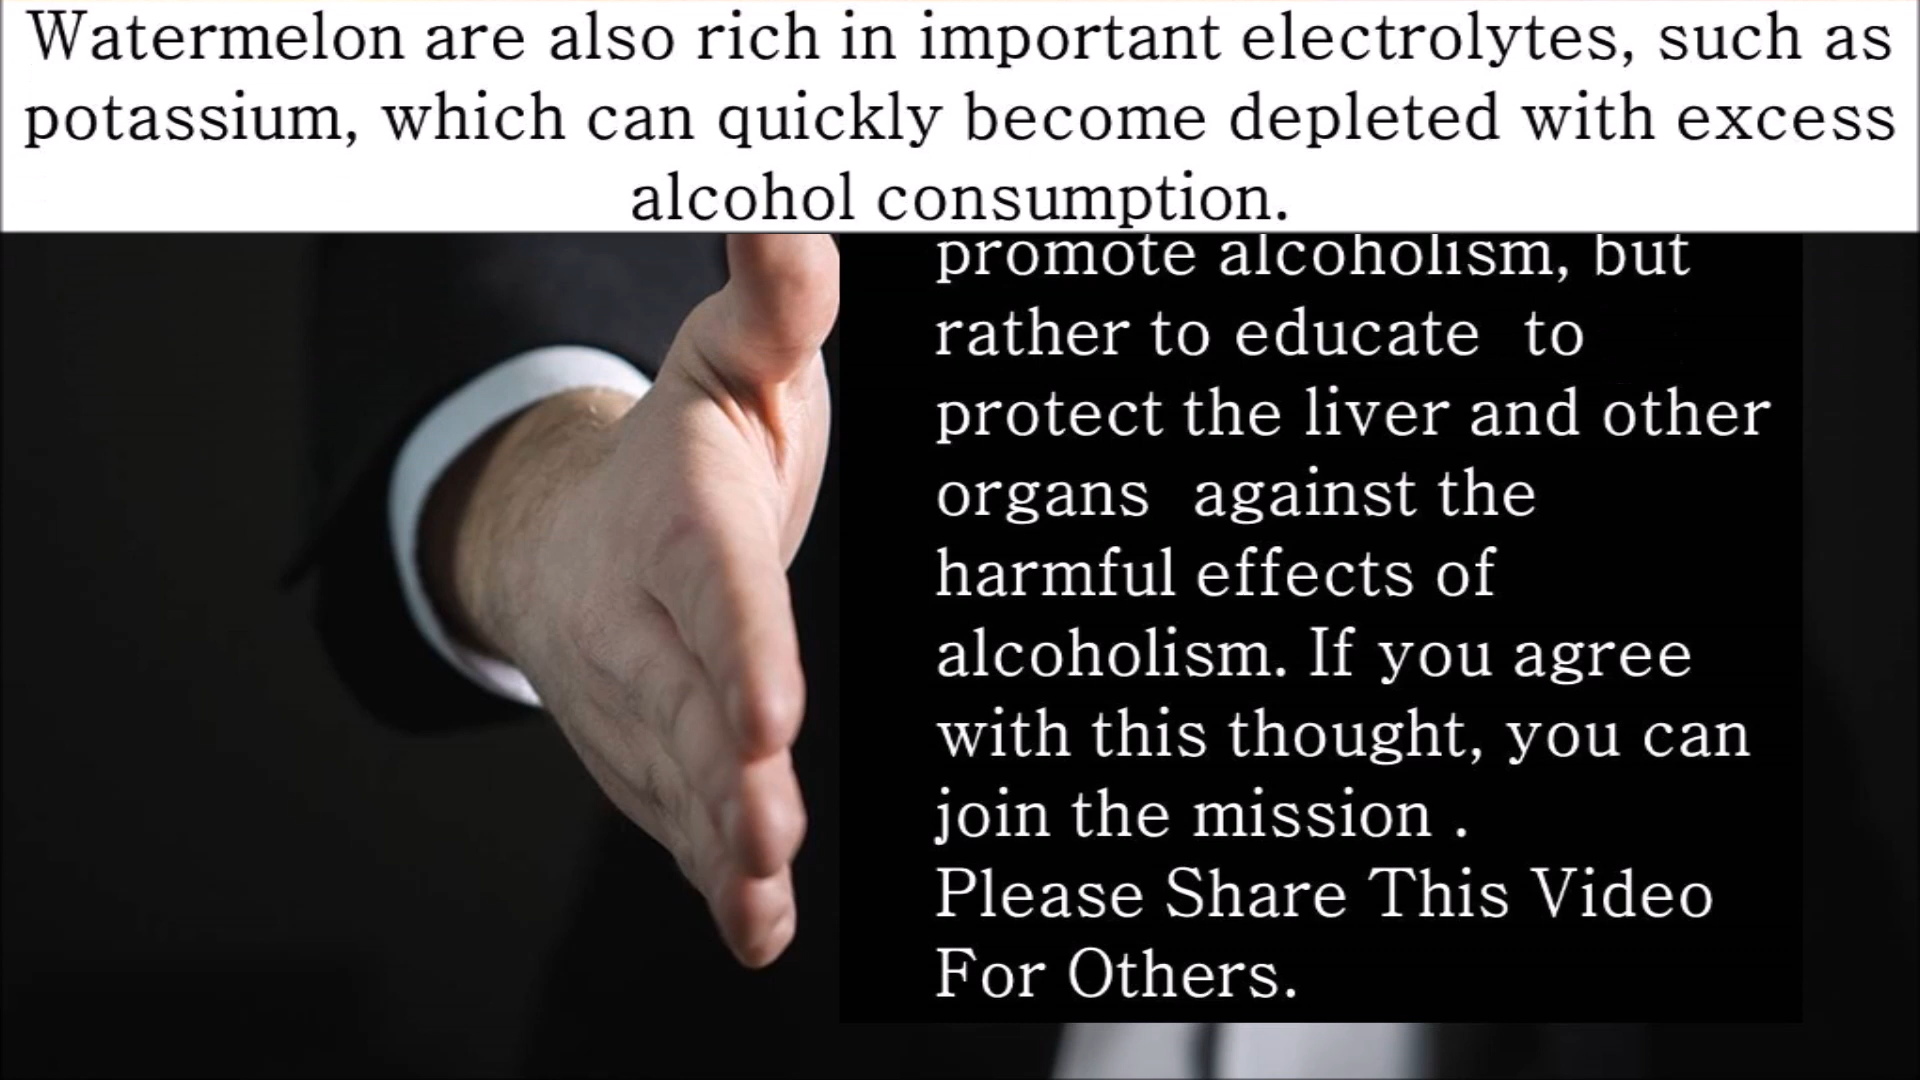 Watermelon are also rich in important electrolytes, such as
potassium, which can quickly become depleted with excess
alcohol consumption.
promote alcoholism, but
rather to educate  to
protect the liver and other
organs  against the
harmful effects of
alcoholism. If you agree
with this thought, you can
join the mission .
Please Share This Video
For Others.